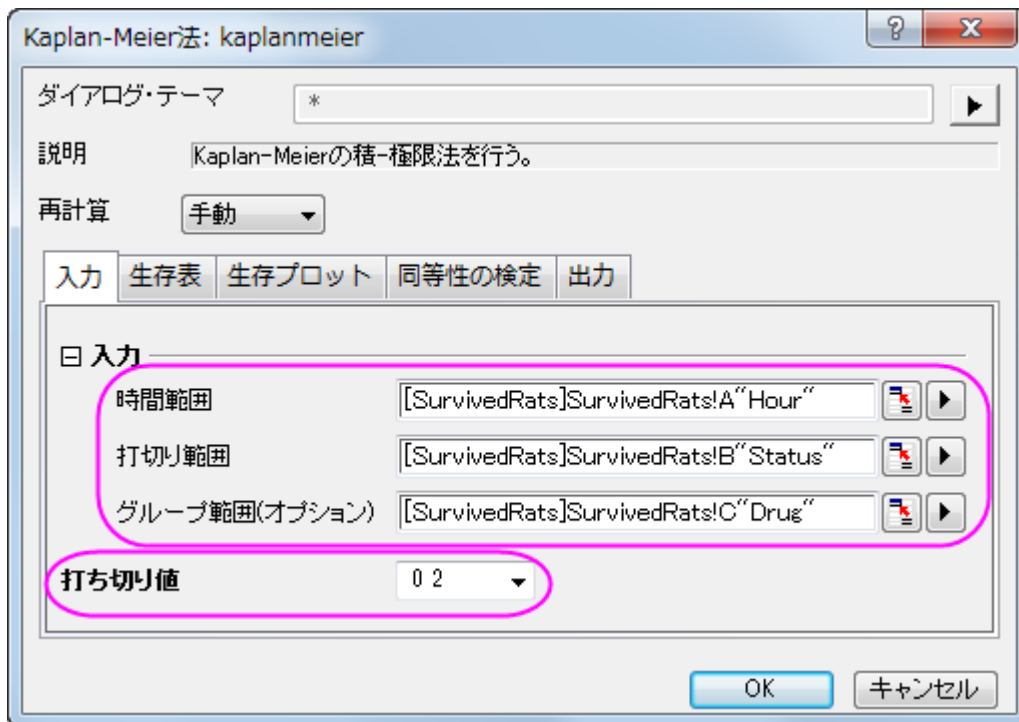 Kaplan-Meier法: kaplanmeier
ダイアログ・テーマ *
説明 Kaplan-Meierの積-極限法を行う。
再計算 手動
入力 生存表 生存プロット 同等性の検定 出力
入力
時間範囲 [SurvivedRats]SurvivedRats!A"Hour"
打切り範囲 [SurvivedRats]SurvivedRats!B"Status"
グループ範囲(オプション) [SurvivedRats]SurvivedRats!C"Drug"
打ち切り値 0 2
OK キャンセル